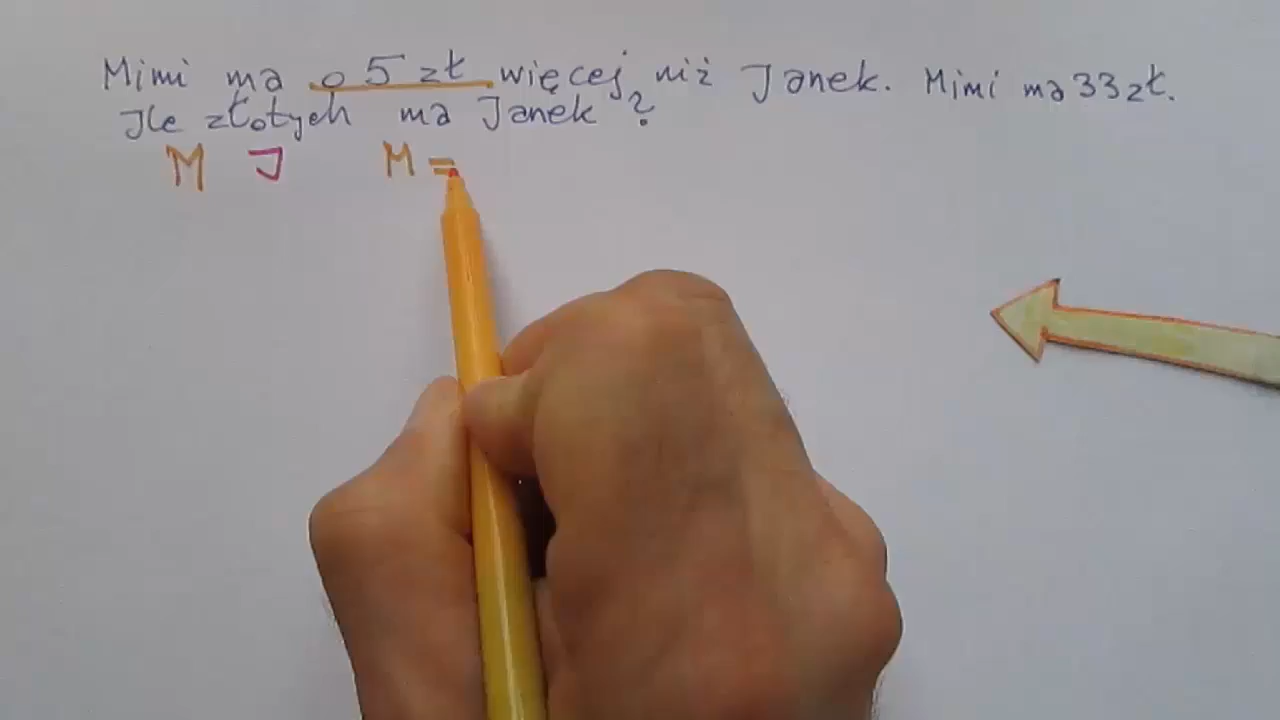 Mimi ma o 5 zł więcej niż Janek. Mimi ma 33 zł.
Ile złotych ma Janek?
M J M =